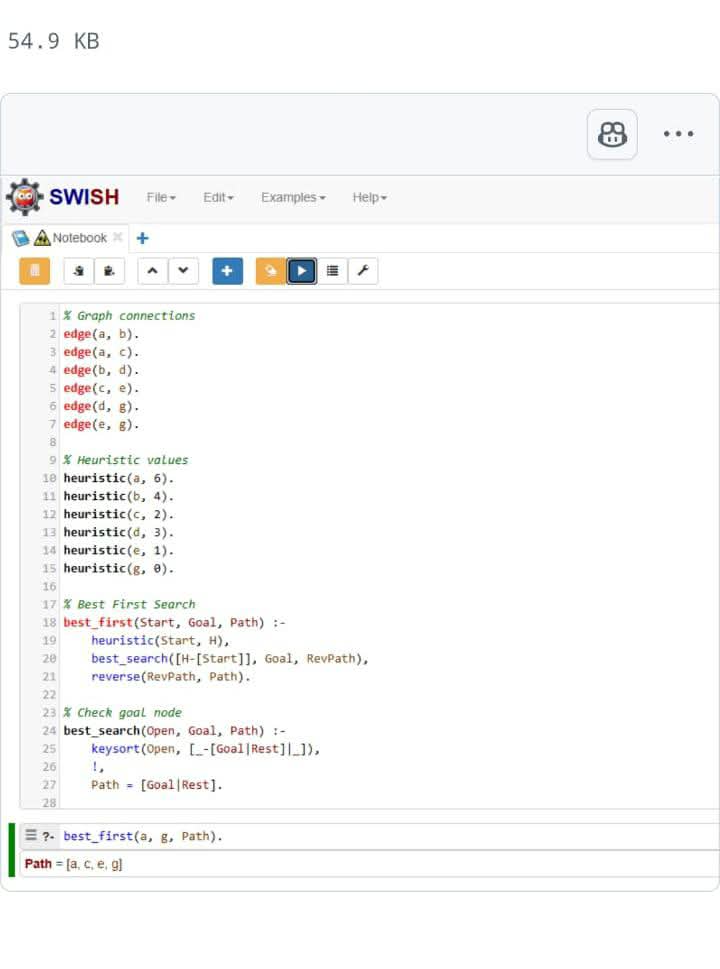 54.9 KB
SWISH File Edit Examples Help
Notebook
1 % Graph connections
2 edge(a, b).
3 edge(a, c).
4 edge(b, d).
5 edge(c, e).
6 edge(d, g).
7 edge(e, g).
8
9 % Heuristic values
10 heuristic(a, 6).
11 heuristic(b, 4).
12 heuristic(c, 2).
13 heuristic(d, 3).
14 heuristic(e, 1).
15 heuristic(g, 0).
16
17 % Best First Search
18 best_first(Start, Goal, Path) :-
19     heuristic(Start, H),
20     best_search([H-[Start]], Goal, RevPath),
21     reverse(RevPath, Path).
22
23 % Check goal node
24 best_search(Open, Goal, Path) :-
25     keysort(Open, [_-[Goal|Rest]|_]),
26     !,
27     Path = [Goal|Rest].
28
?- best_first(a, g, Path).
Path = [a, c, e, g]